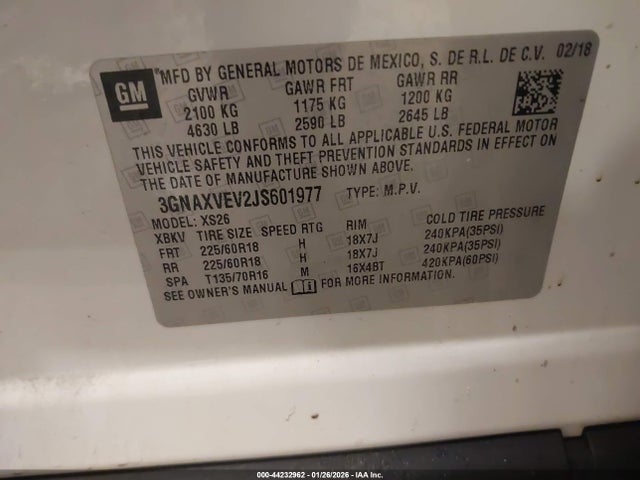 GM
"MFD BY GENERAL MOTORS DE MEXICO, S. DE R.L. DE C.V. 02/18
GVWR GAWR FRT GAWR RR
2100 KG 1175 KG 1200 KG
4630 LB 2590 LB 2645 LB
THIS VEHICLE CONFORMS TO ALL APPLICABLE U.S. FEDERAL MOTOR
VEHICLE SAFETY AND THEFT PREVENTION STANDARDS IN EFFECT ON
THE DATE OF MANUFACTURE SHOWN ABOVE.
3GNAXVEV2JS601977 TYPE: M.P.V.
MODEL: XS26
XBKV TIRE SIZE SPEED RTG RIM COLD TIRE PRESSURE
FRT 225/60R18 H 18X7J 240KPA(35PSI)
RR 225/60R18 H 18X7J 240KPA(35PSI)
SPA T135/70R16 M 16X4BT 420KPA(60PSI)
SEE OWNER'S MANUAL FOR MORE INFORMATION.
000-44232962 - 01/26/2026 - IAA Inc.